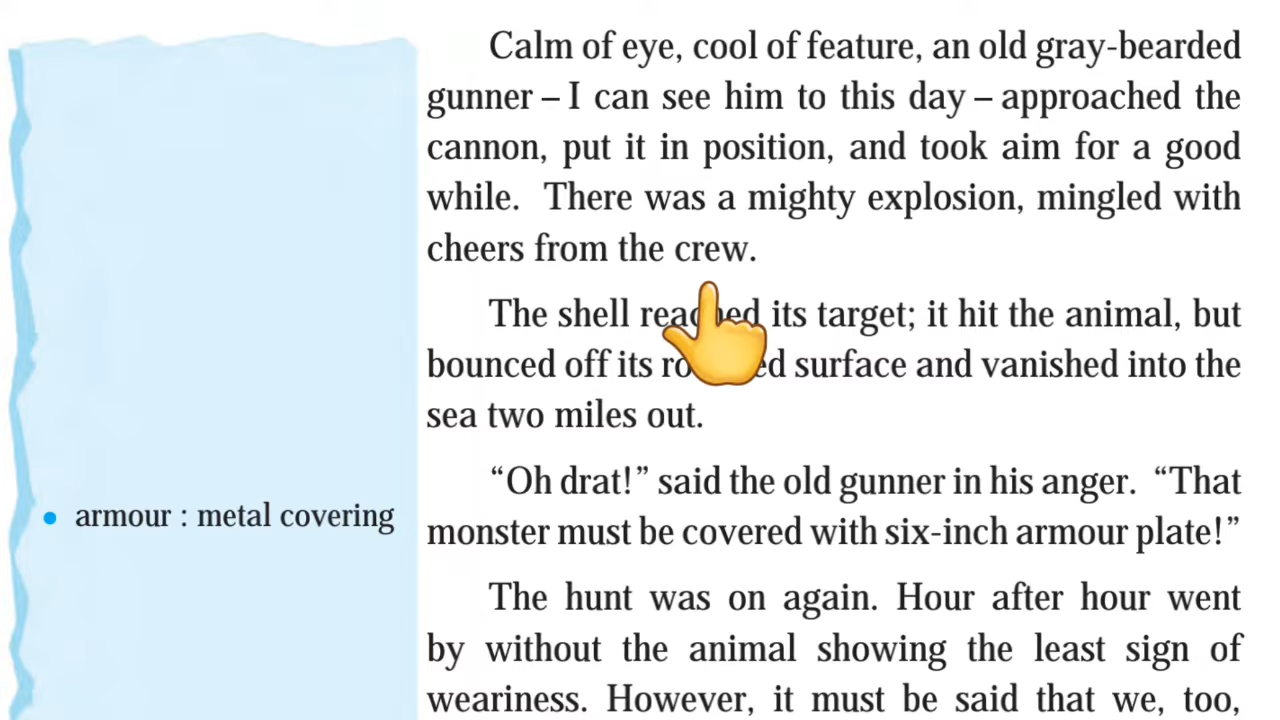 Calm of eye, cool of feature, an old gray-bearded
gunner – I can see him to this day – approached the
cannon, put it in position, and took aim for a good
while. There was a mighty explosion, mingled with
cheers from the crew.
The shell its target; it hit the animal, but
bounced off its surface and vanished into the
sea two miles out.
“Oh drat!” said the old gunner in his anger. “That
monster must be covered with six-inch armour plate!”
• armour : metal covering
The hunt was on again. Hour after hour went
by without the animal showing the least sign of
weariness. However, it must be said that we, too,